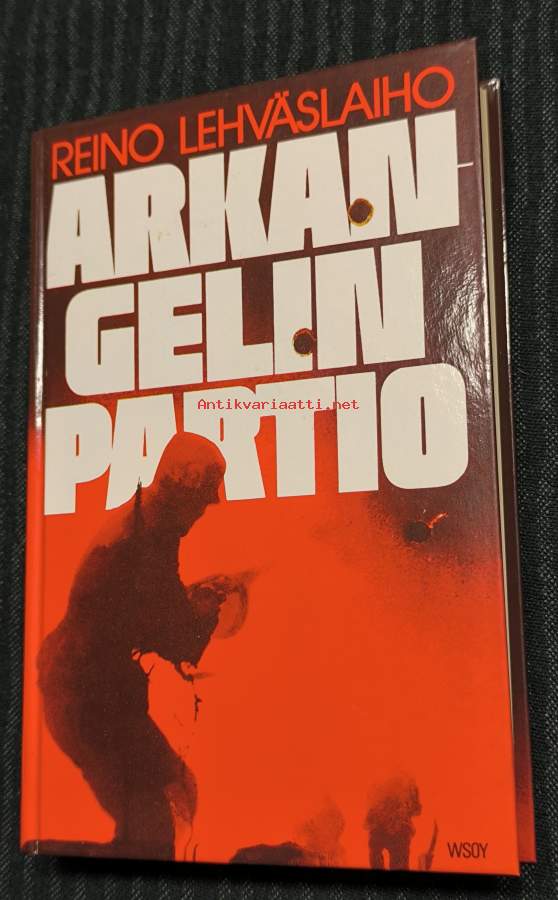 REINO LEHVÄSLAIHO
ARKAN-
GELIN
PARTIO
Antikvariaatti.net
WSOY